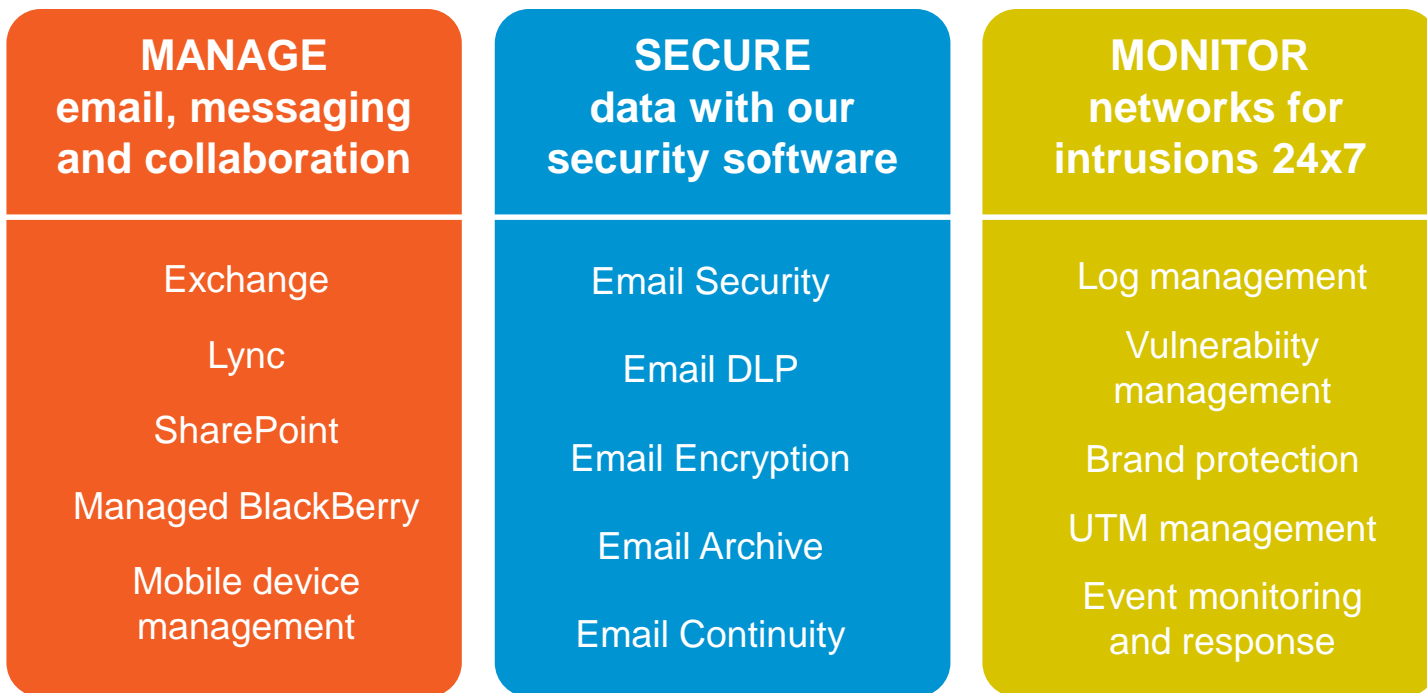 MANAGE
email, messaging
and collaboration
Exchange
Lync
SharePoint
Managed BlackBerry
Mobile device
management
SECURE
data with our
security software
Email Security
Email DLP
Email Encryption
Email Archive
Email Continuity
MONITOR
networks for
intrusions 24x7
Log management
Vulnerabiity
management
Brand protection
UTM management
Event monitoring
and response